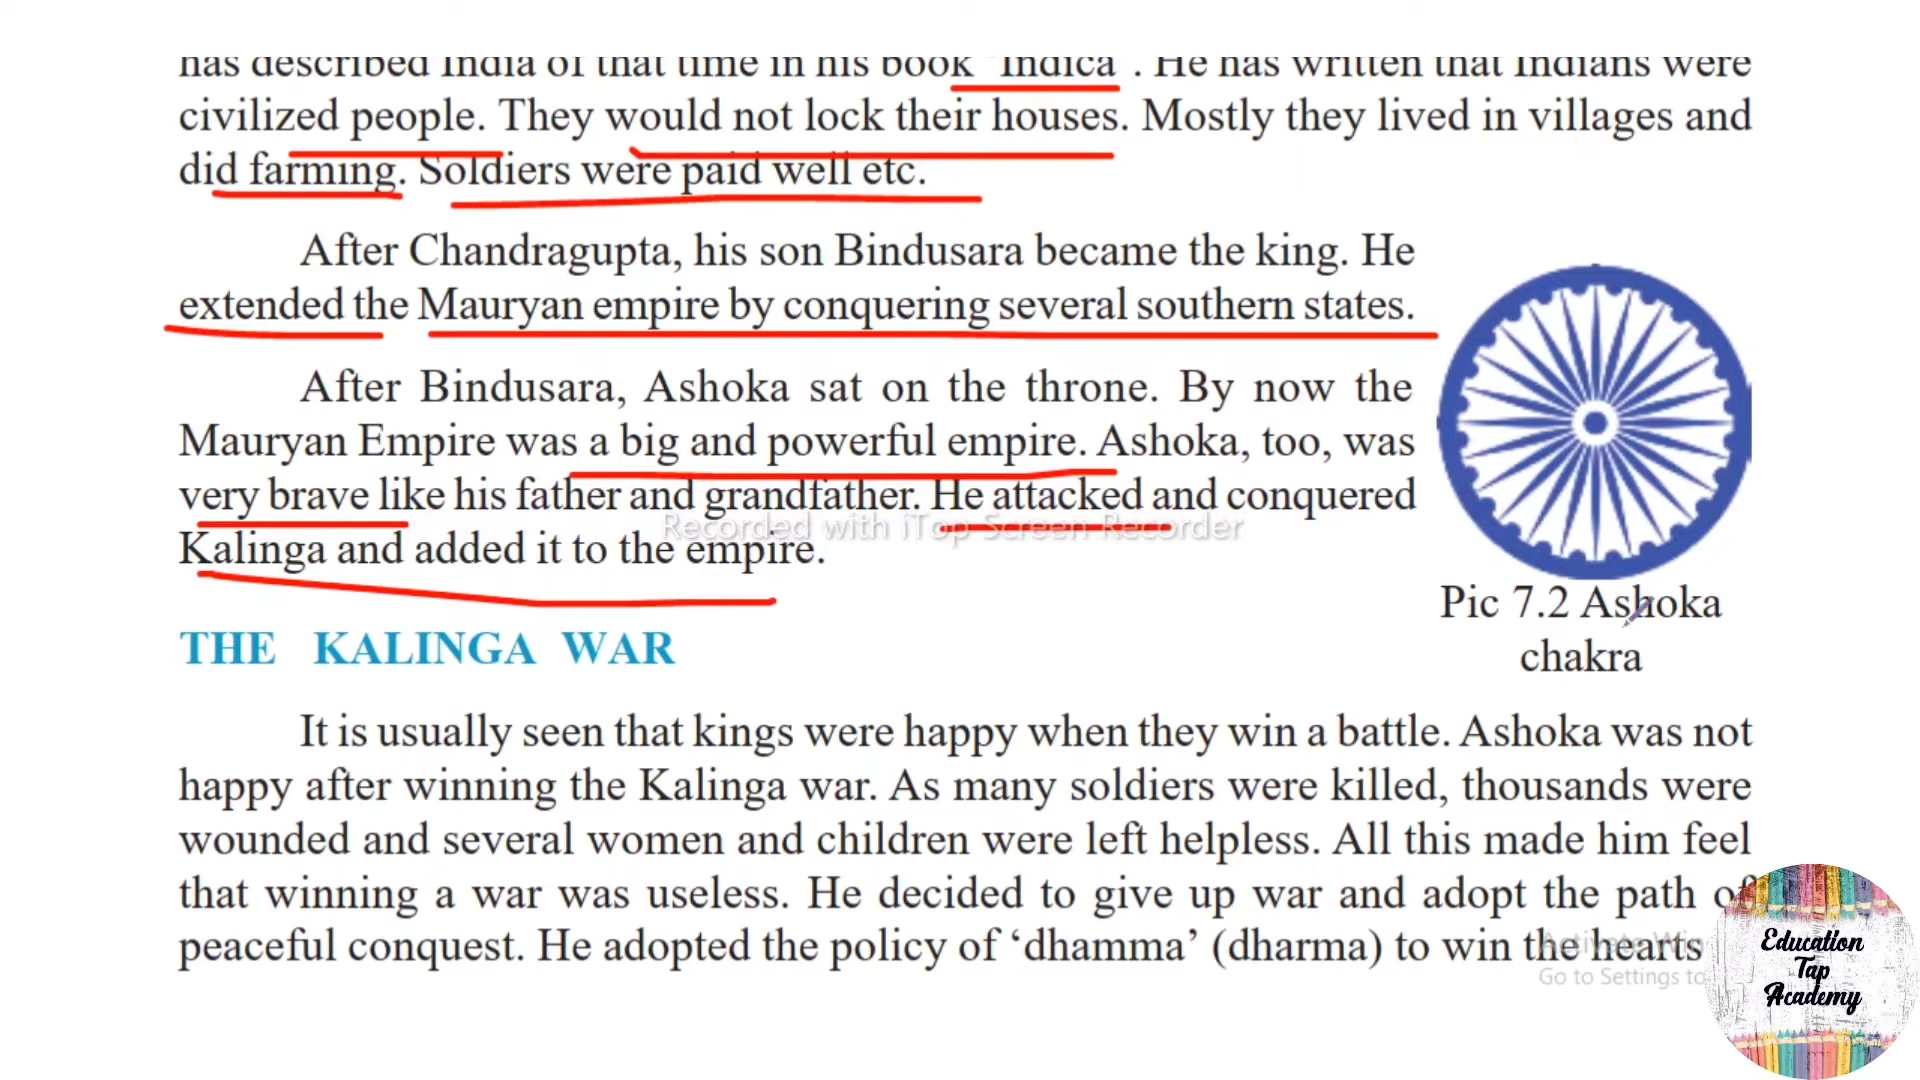 has described India of that time in his book 'Indica'. He has written that Indians were
civilized people. They would not lock their houses. Mostly they lived in villages and
did farming. Soldiers were paid well etc.
After Chandragupta, his son Bindusara became the king. He
extended the Mauryan empire by conquering several southern states.
After Bindusara, Ashoka sat on the throne. By now the
Mauryan Empire was a big and powerful empire. Ashoka, too, was
very brave like his father and grandfather. He attacked and conquered
Recorded with iTop Screen Recorder
Kalinga and added it to the empire.
Pic 7.2 Ashoka
chakra
THE KALINGA WAR
It is usually seen that kings were happy when they win a battle. Ashoka was not
happy after winning the Kalinga war. As many soldiers were killed, thousands were
wounded and several women and children were left helpless. All this made him feel
that winning a war was useless. He decided to give up war and adopt the path of
peaceful conquest. He adopted the policy of ‘dhamma’ (dharma) to win the hearts
Activate Win
Go to Settings to
Education
Tap
Academy